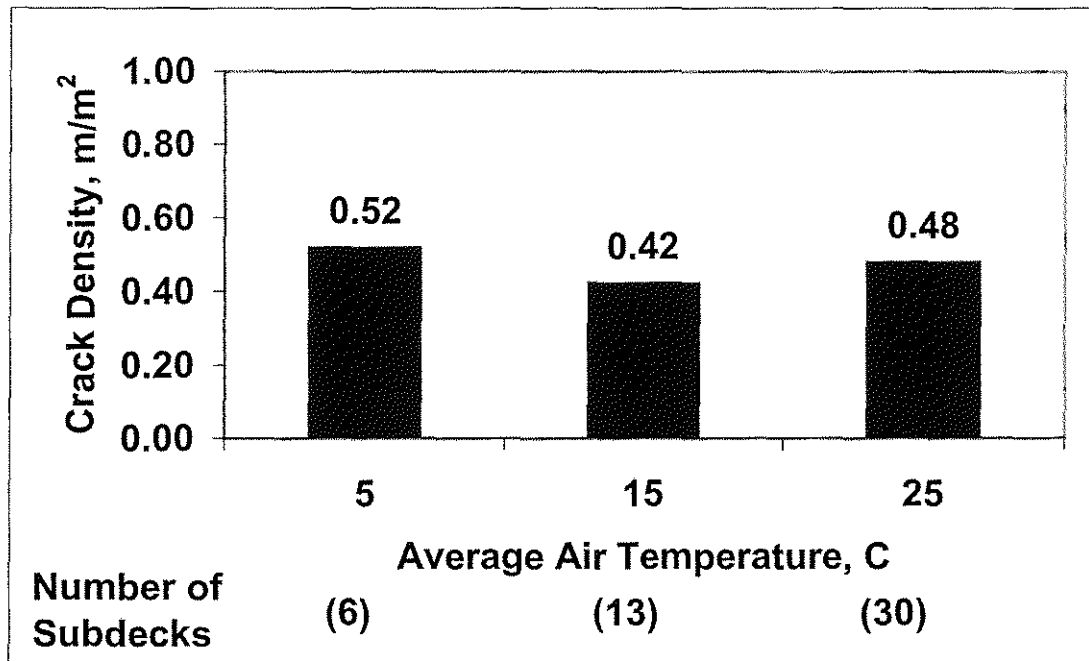 Crack Density, m/m²
1.00
0.80
0.60
0.40
0.20
0.00
0.52
0.42
0.48
5 15 25
Average Air Temperature, C
Number of
Subdecks
(6) (13) (30)